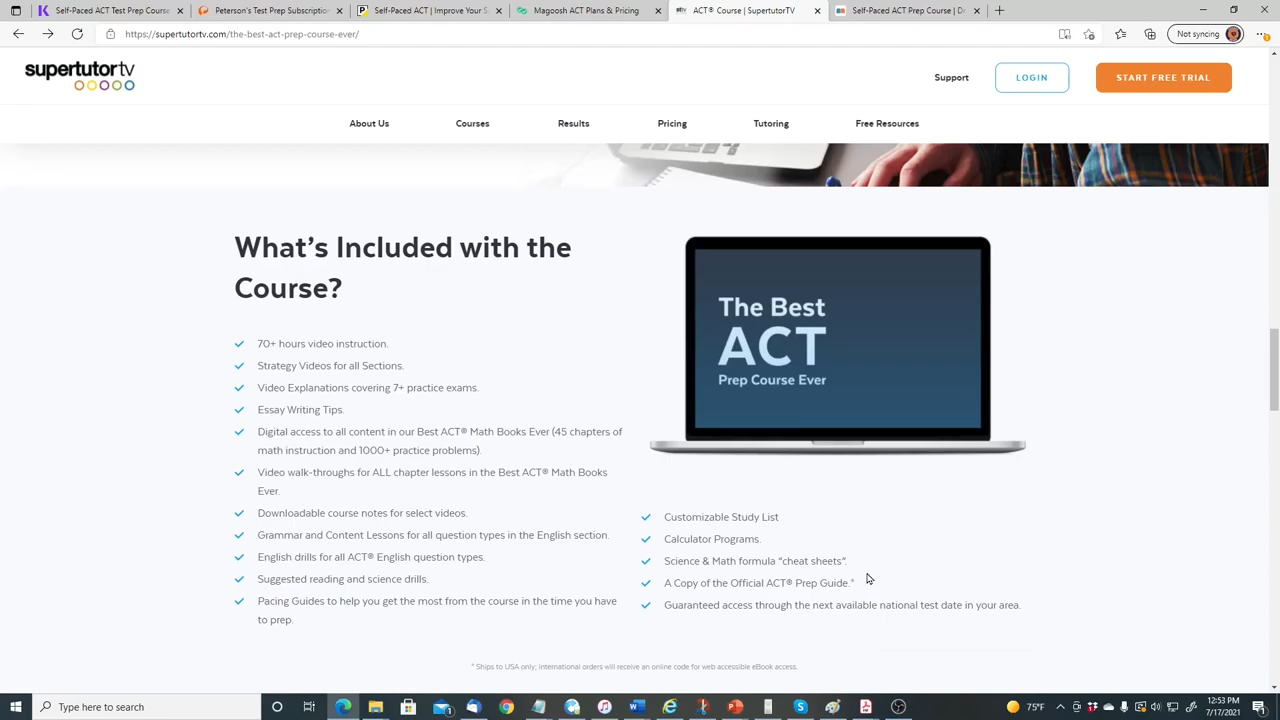 Self-Paced ACT Prep for Stud
The Best ACT Prep Course Ever - S
Magoosh ACT Test Prep
ACT® Course | SupertutorTV
Self-Paced ACT Prep for Students
https://supertutortv.com/the-best-act-prep-course-ever/
Not syncing
supertutortv
Support
LOGIN
START FREE TRIAL
About Us
Courses
Results
Pricing
Tutoring
Free Resources
What's Included with the
Course?
70+ hours video instruction.
Strategy Videos for all Sections.
Video Explanations covering 7+ practice exams.
Essay Writing Tips.
Digital access to all content in our Best ACT® Math Books Ever (45 chapters of
math instruction and 1000+ practice problems).
Video walk-throughs for ALL chapter lessons in the Best ACT® Math Books
Ever.
Downloadable course notes for select videos.
Grammar and Content Lessons for all question types in the English section.
English drills for all ACT® English question types.
Suggested reading and science drills.
Pacing Guides to help you get the most from the course in the time you have
to prep.
The Best
ACT
Prep Course Ever
Customizable Study List
Calculator Programs.
Science & Math formula “cheat sheets”.
A Copy of the Official ACT® Prep Guide.*
Guaranteed access through the next available national test date in your area.
* Ships to USA only; international orders will receive an online code for web accessible eBook access.
Type here to search
75°F
12:53 PM
7/17/2021